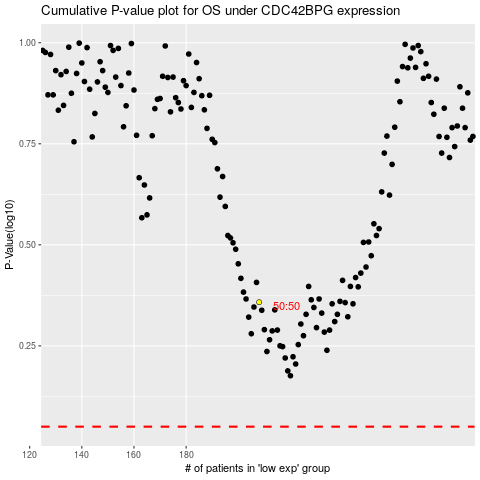 Cumulative P-value plot for OS under CDC42BPG expression
P-Value(log10)
1.00
0.75
0.50
0.25
50:50
120 140 160 180
# of patients in 'low exp' group